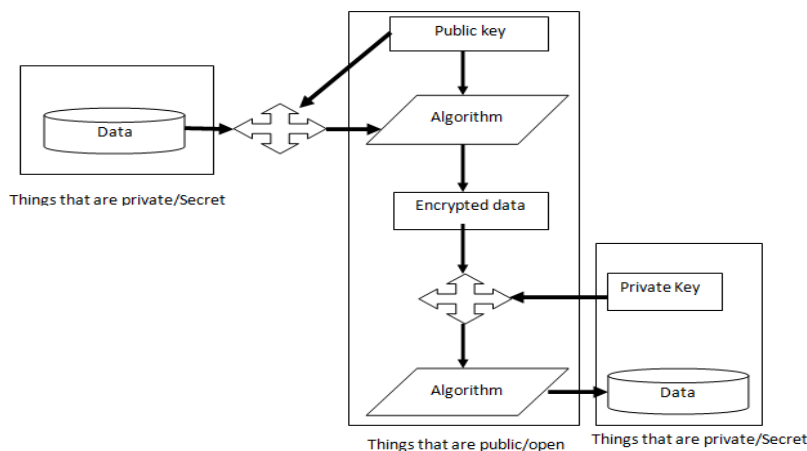 Public key
Data
Algorithm
Things that are private/Secret
Encrypted data
Private Key
Algorithm
Data
Things that are public/open
Things that are private/Secret